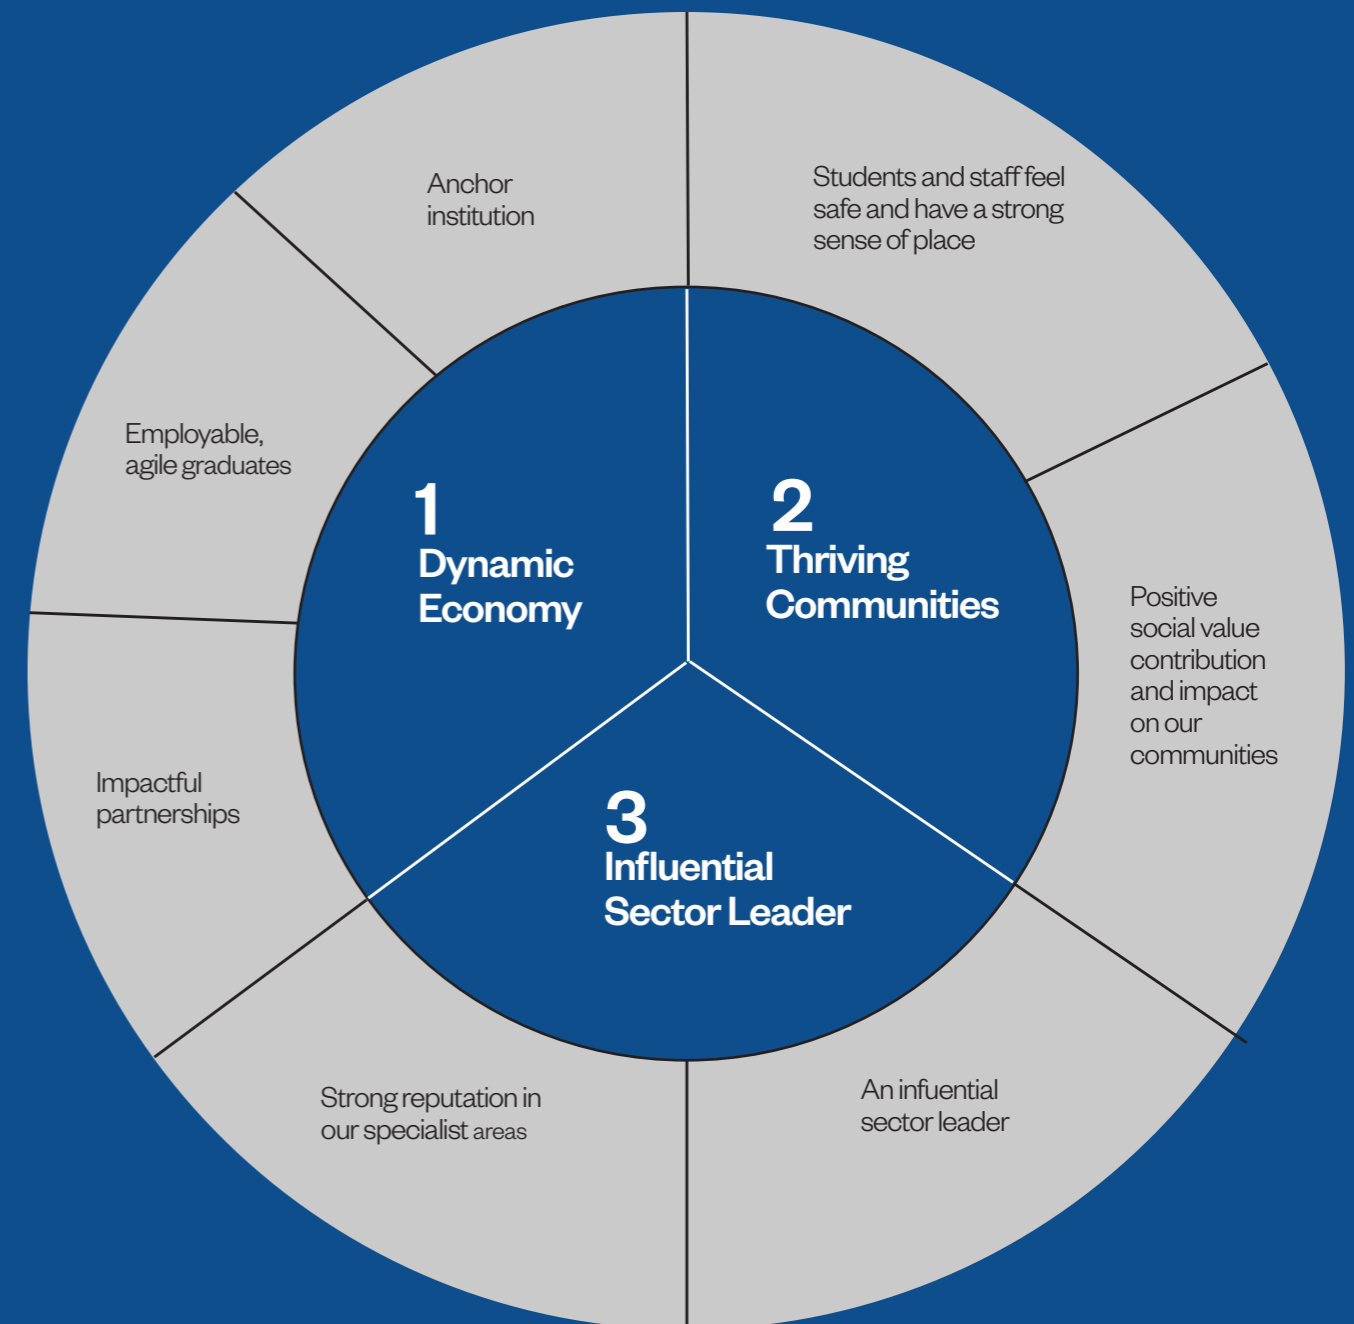 Anchor
institution
Students and staff feel
safe and have a strong
sense of place
Employable,
agile graduates
1
Dynamic
Economy
2
Thriving
Communities
Positive
social value
contribution
and impact
on our
communities
Impactful
partnerships
3
Influential
Sector Leader
Strong reputation in
our specialist areas
An infuential
sector leader